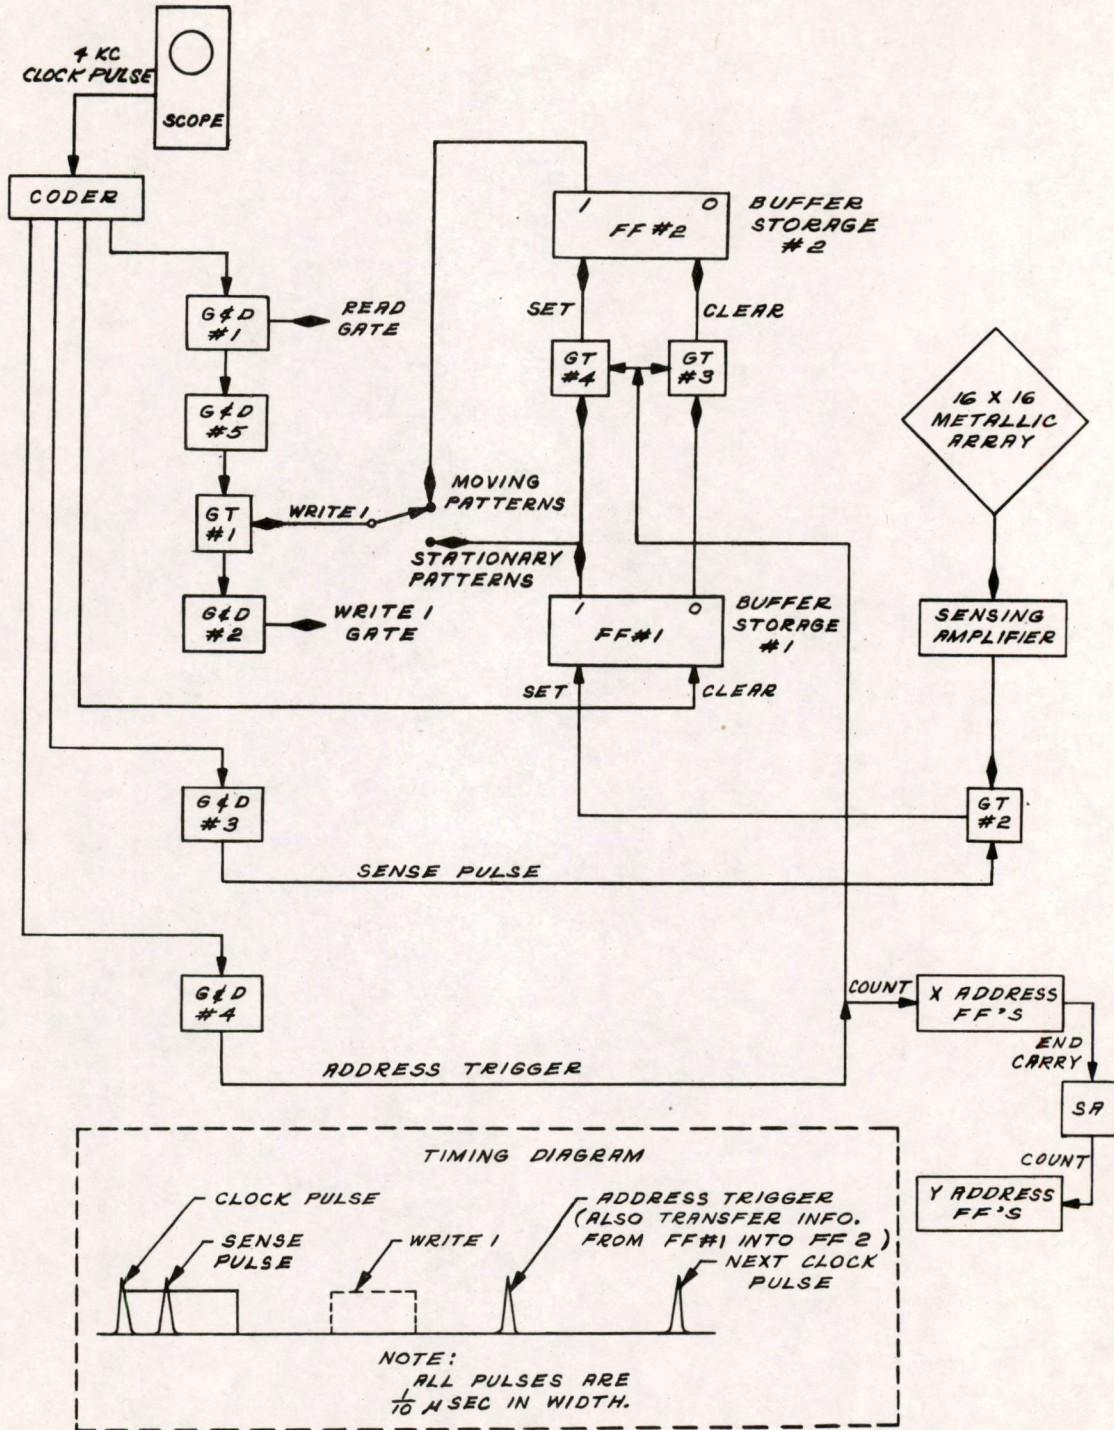 4 KC
CLOCK PULSE
SCOPE
CODER
G&D
#1
READ
GATE
G&D
#5
GT
#1
WRITE 1
MOVING
PATTERNS
STATIONARY
PATTERNS
G&D
#2
WRITE 1
GATE
1 0
FF #2
BUFFER
STORAGE
#2
SET
CLEAR
GT
#4
GT
#3
1 0
FF#1
BUFFER
STORAGE
#1
SET
CLEAR
16 X 16
METALLIC
ARRAY
SENSING
AMPLIFIER
GT
#2
G&D
#3
SENSE PULSE
G&D
#4
ADDRESS TRIGGER
COUNT
X ADDRESS
FF'S
END
CARRY
SA
COUNT
Y ADDRESS
FF'S
TIMING DIAGRAM
CLOCK PULSE
SENSE
PULSE
WRITE 1
ADDRESS TRIGGER
(ALSO TRANSFER INFO.
FROM FF#1 INTO FF 2)
NEXT CLOCK
PULSE
NOTE:
ALL PULSES ARE
1/10 μ SEC IN WIDTH.